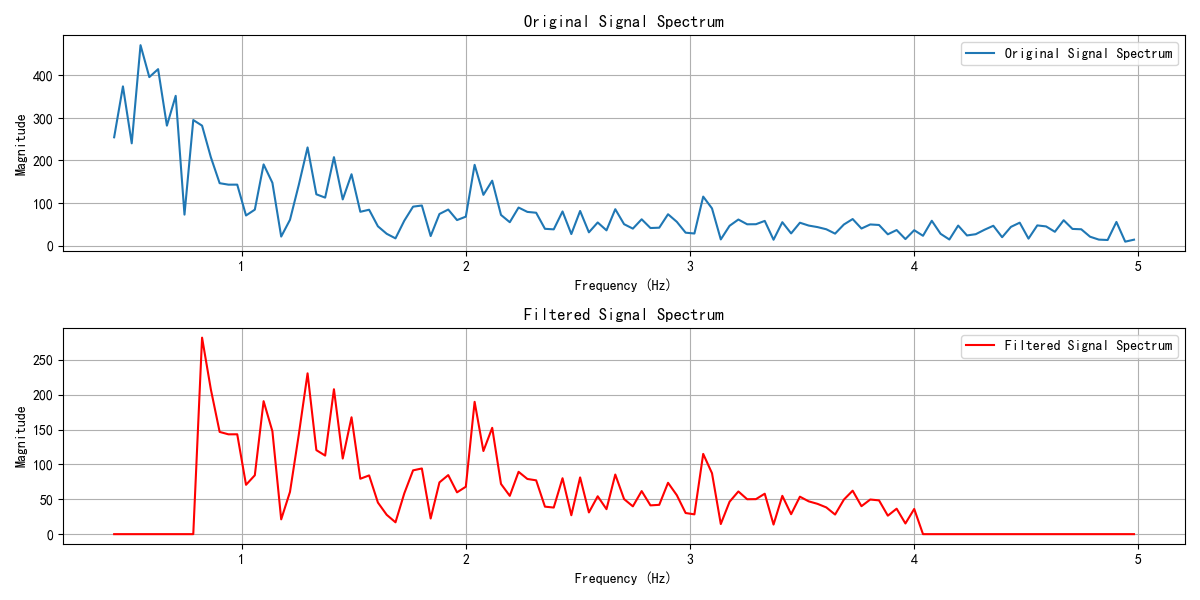 Original Signal Spectrum
Original Signal Spectrum
400
300
200
100
0
Magnitude
1 2 3 4 5
Frequency (Hz)
Filtered Signal Spectrum
Filtered Signal Spectrum
250
200
150
100
50
0
Magnitude
1 2 3 4 5
Frequency (Hz)